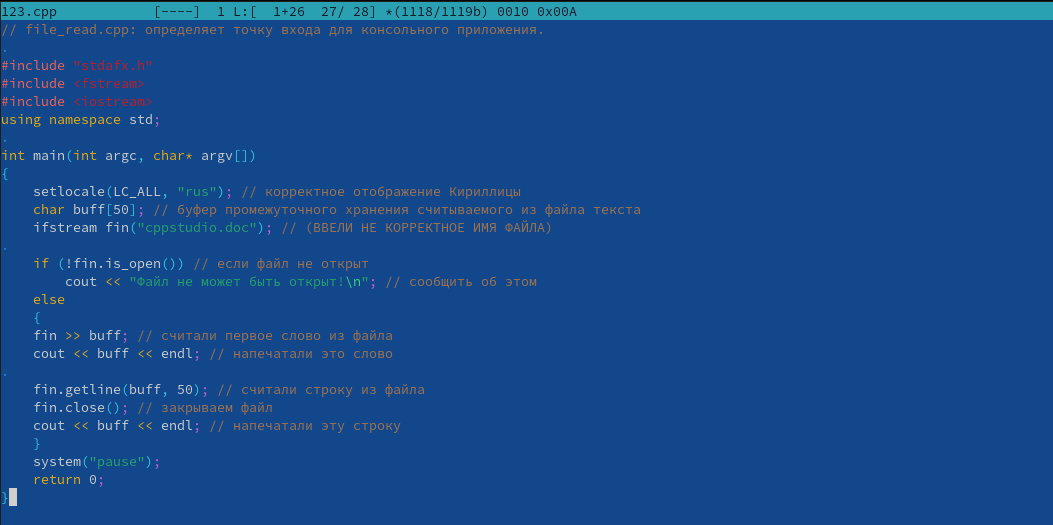 123.cpp [----] 1 L:[ 1+26 27/ 28] *(1118/1119b) 0010 0x00A
// file_read.cpp: определяет точку входа для консольного приложения.
.
#include "stdafx.h"
#include <fstream>
#include <iostream>
using namespace std;
.
int main(int argc, char* argv[])
{
setlocale(LC_ALL, "rus"); // корректное отображение Кириллицы
char buff[50]; // буфер промежуточного хранения считываемого из файла текста
ifstream fin("cppstudio.doc"); // (ВВЕЛИ НЕ КОРРЕКТНОЕ ИМЯ ФАЙЛА)
.
if (!fin.is_open()) // если файл не открыт
cout << "Файл не может быть открыт!\n"; // сообщить об этом
else
{
fin >> buff; // считали первое слово из файла
cout << buff << endl; // напечатали это слово
.
fin.getline(buff, 50); // считали строку из файла
fin.close(); // закрываем файл
cout << buff << endl; // напечатали эту строку
}
system("pause");
return 0;
}